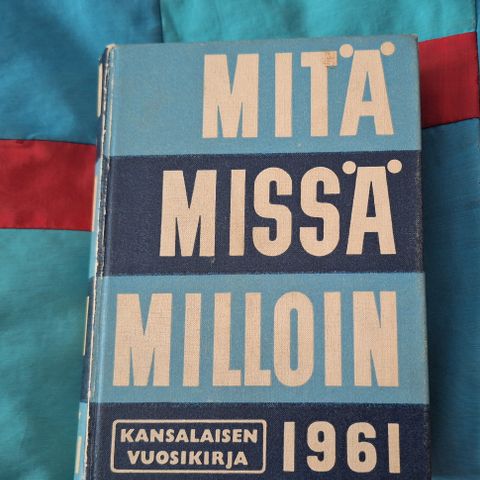 MITÄ
MISSÄ
MILLOIN
KANSALAISEN
VUOSIKIRJA
1961